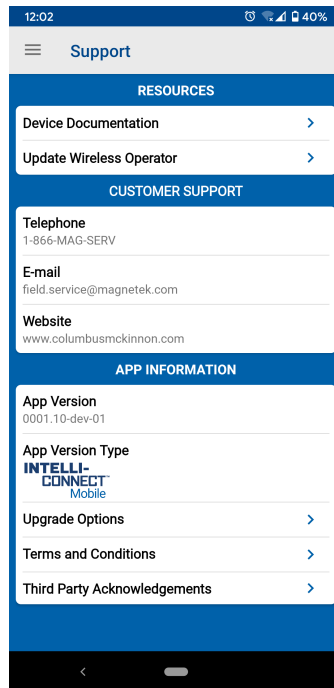 12:02
40%
Support
RESOURCES
Device Documentation
Update Wireless Operator
CUSTOMER SUPPORT
Telephone
1-866-MAG-SERV
E-mail
field.service@magnetek.com
Website
www.columbusmckinnon.com
APP INFORMATION
App Version
0001.10-dev-01
App Version Type
INTELLI-
CONNECT™
Mobile
Upgrade Options
Terms and Conditions
Third Party Acknowledgements